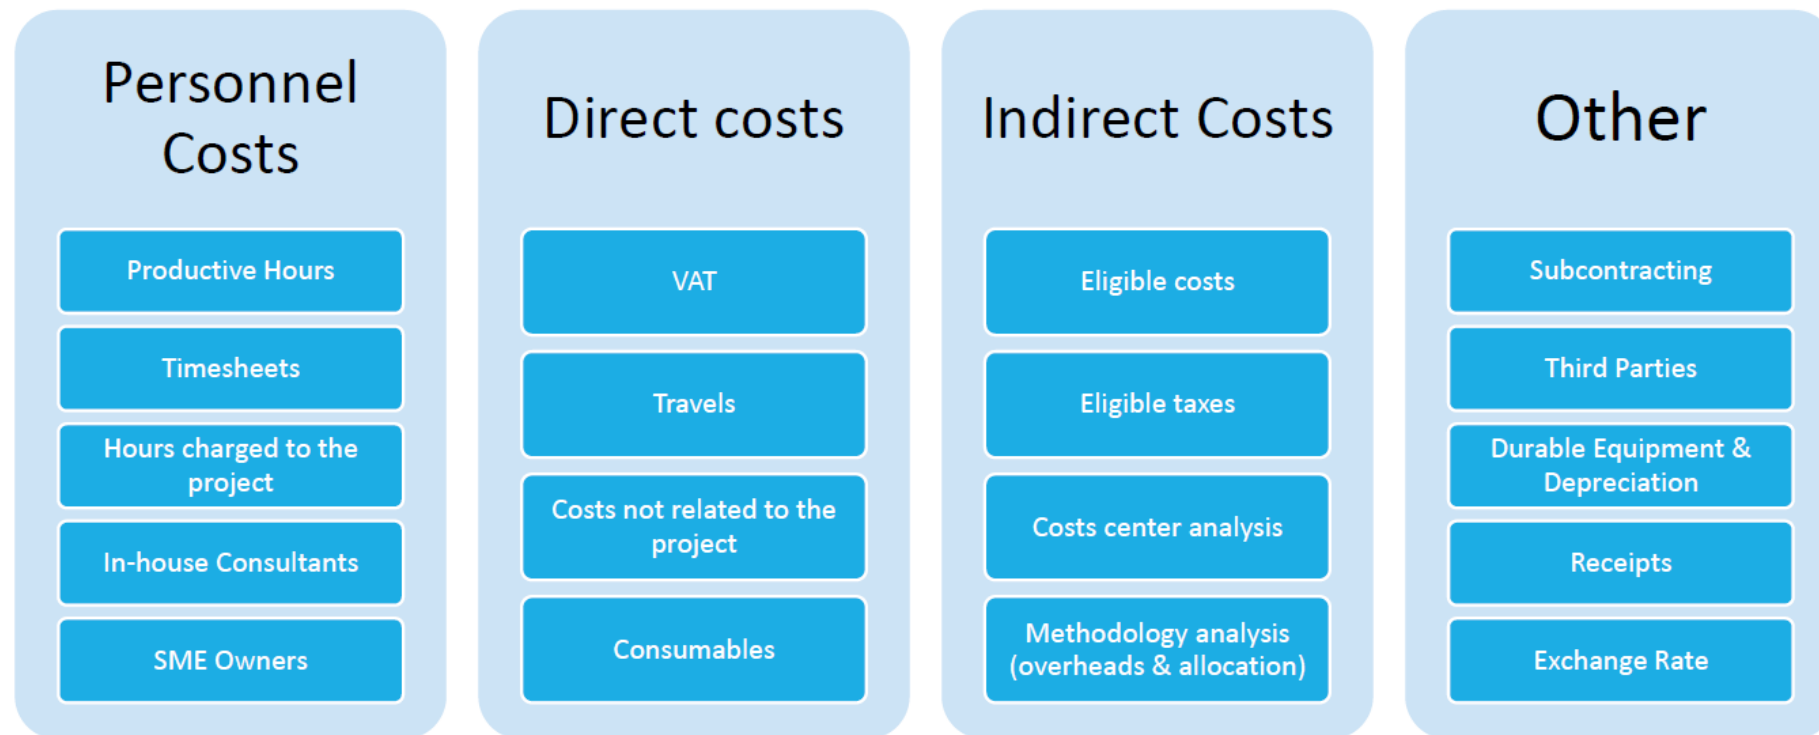 Personnel
Costs
Productive Hours
Timesheets
Hours charged to the
project
In-house Consultants
SME Owners
Direct costs
VAT
Travels
Costs not related to the
project
Consumables
Indirect Costs
Eligible costs
Eligible taxes
Costs center analysis
Methodology analysis
(overheads & allocation)
Other
Subcontracting
Third Parties
Durable Equipment &
Depreciation
Receipts
Exchange Rate